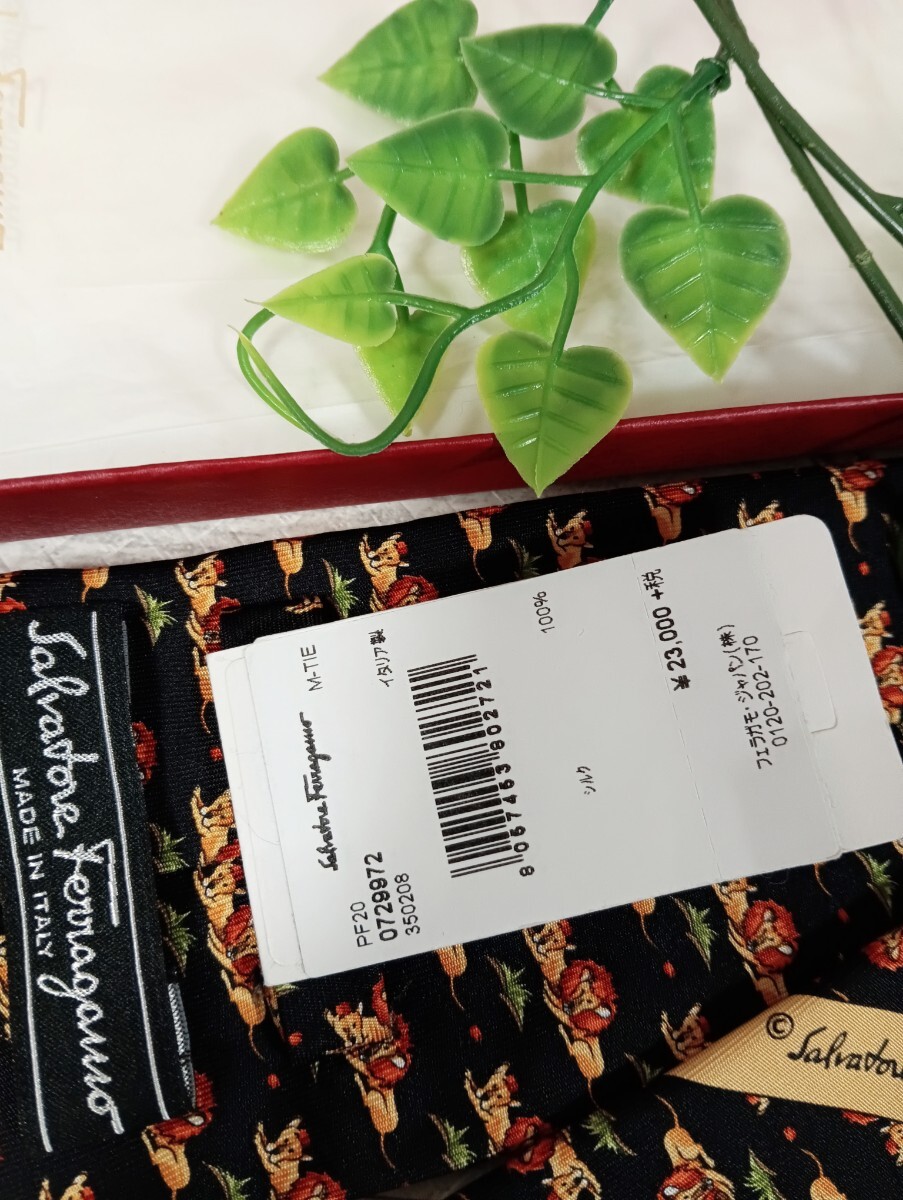 Salvatore Ferragamo
MADE IN ITALY
Salvatore Ferragamo
M-TIE
PF20
0729972
350208
イタリア製
8 057453 802721
100%
シルク
¥ 23,000 +税
フェラガモ・ジャパン(株)
0120-202-170
© Salvatore